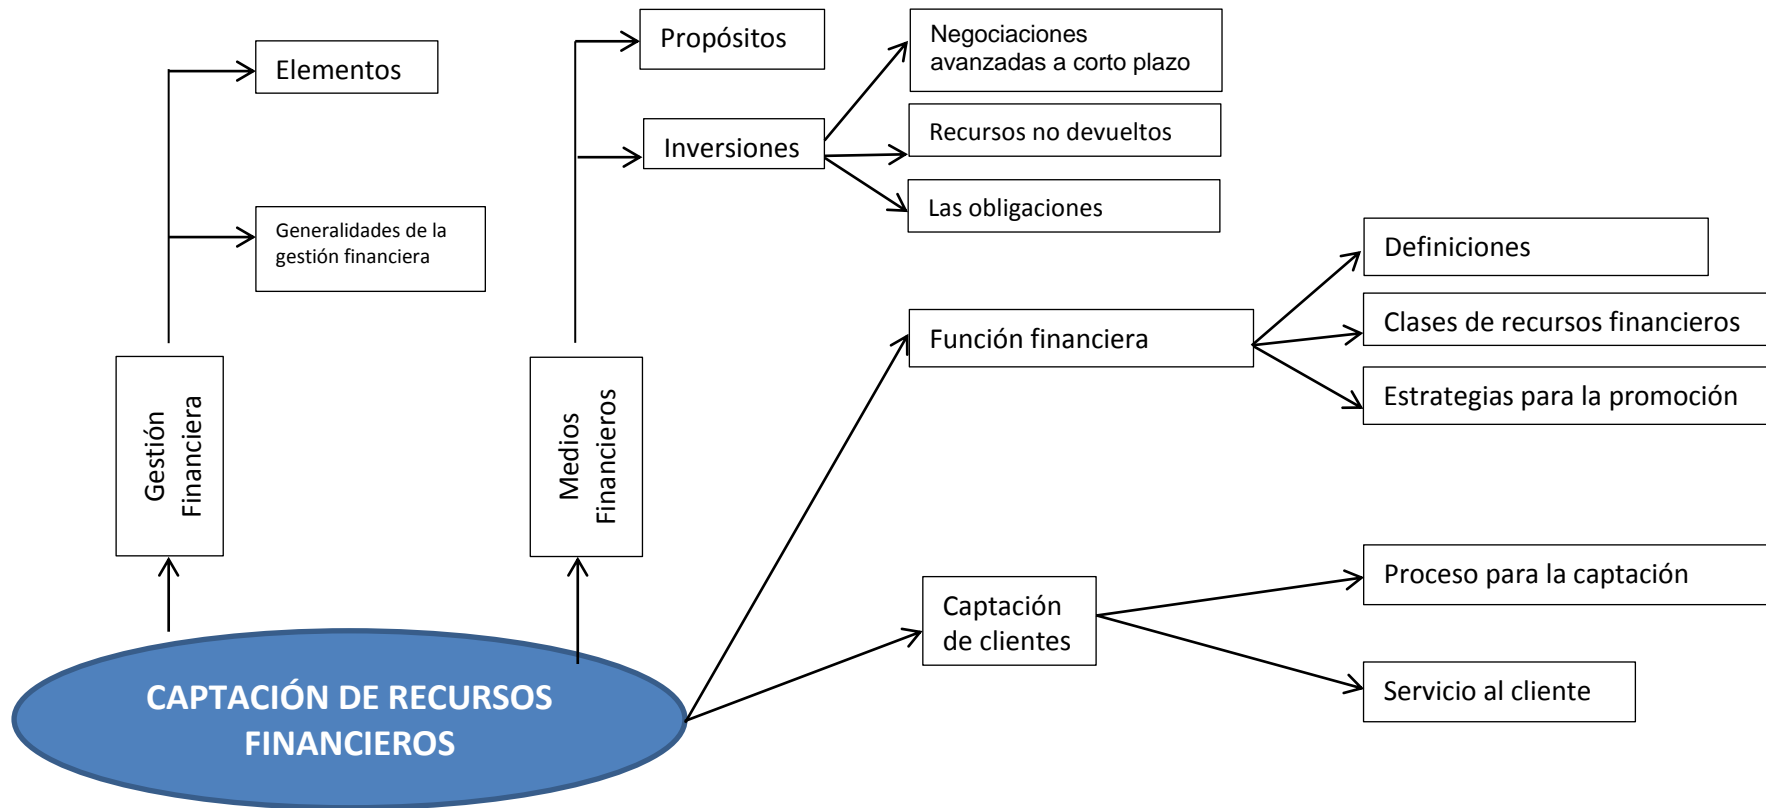 Elementos
Generalidades de la
gestión financiera
Gestión
Financiera
Propósitos
Inversiones
Negociaciones
avanzadas a corto plazo
Recursos no devueltos
Las obligaciones
Medios
Financieros
Función financiera
Definiciones
Clases de recursos financieros
Estrategias para la promoción
Captación
de clientes
Proceso para la captación
Servicio al cliente
CAPTACIÓN DE RECURSOS
FINANCIEROS